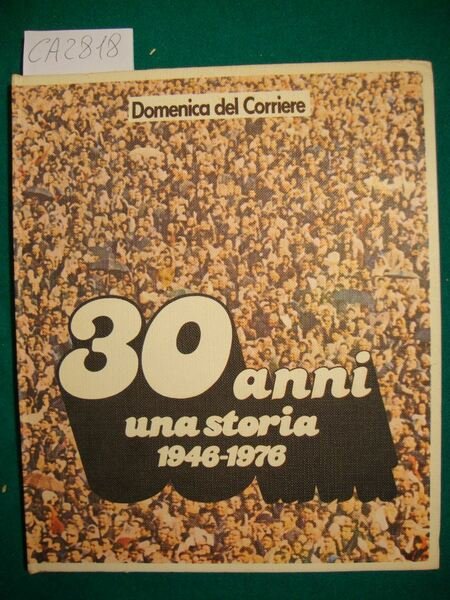 CA2818
Domenica del Corriere
30 anni
una storia
1946-1976